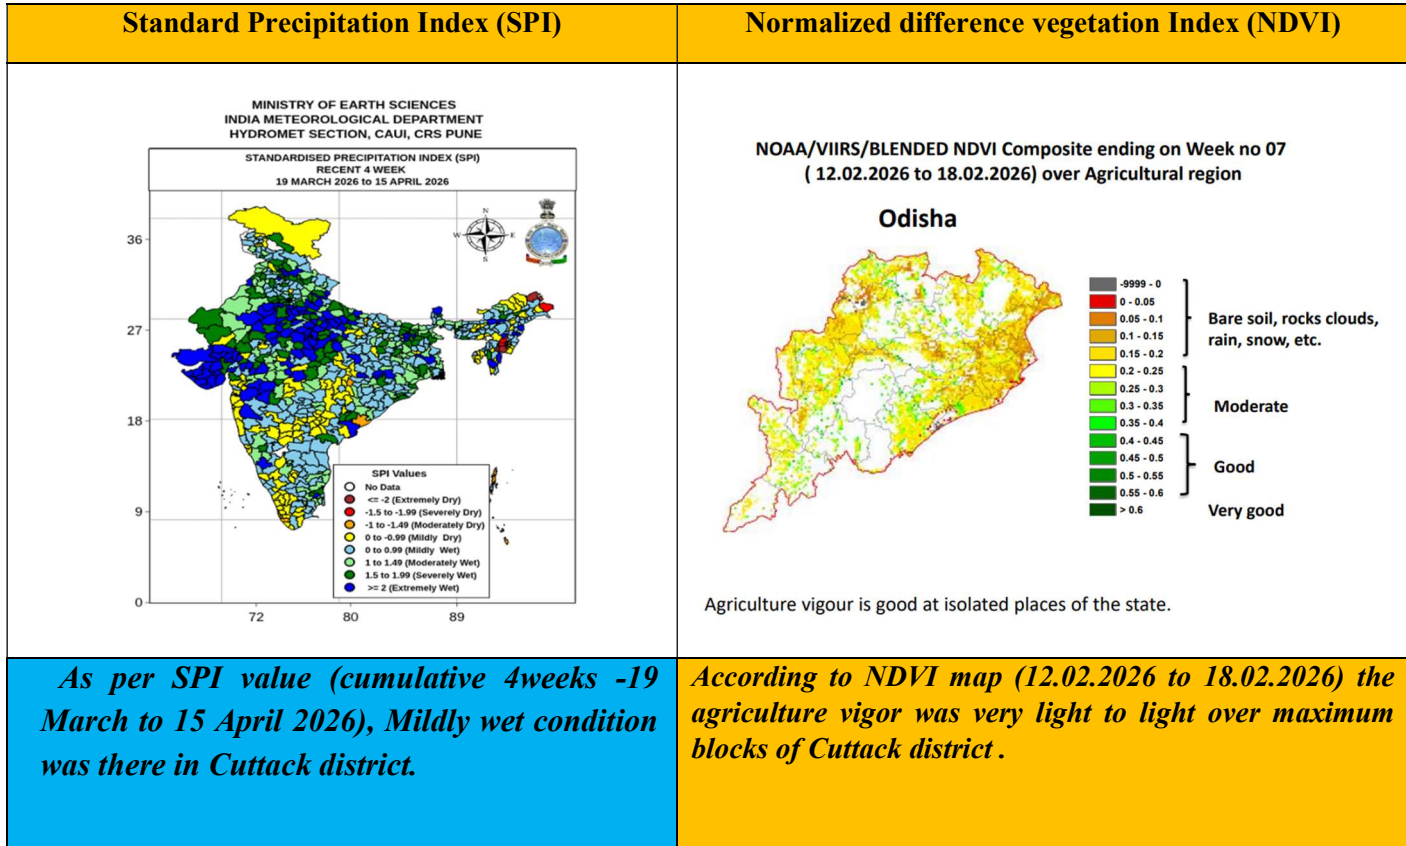 Standard Precipitation Index (SPI)
Normalized difference vegetation Index (NDVI)
MINISTRY OF EARTH SCIENCES
INDIA METEOROLOGICAL DEPARTMENT
HYDROMET SECTION, CAUI, CRS PUNE
STANDARDISED PRECIPITATION INDEX (SPI)
RECENT 4 WEEK
19 MARCH 2026 to 15 APRIL 2026
N
W
E
S
36
27
18
9
0
72
80
89
SPI Values
No Data
<= -2 (Extremely Dry)
-1.5 to -1.99 (Severely Dry)
-1 to -1.49 (Moderately Dry)
0 to -0.99 (Mildly Dry)
0 to 0.99 (Mildly Wet)
1 to 1.49 (Moderately Wet)
1.5 to 1.99 (Severely Wet)
>= 2 (Extremely Wet)
NOAA/VIIRS/BLENDED NDVI Composite ending on Week no 07
( 12.02.2026 to 18.02.2026) over Agricultural region
Odisha
-9999 - 0
0 - 0.05
0.05 - 0.1
0.1 - 0.15
0.15 - 0.2
0.2 - 0.25
0.25 - 0.3
0.3 - 0.35
0.35 - 0.4
0.4 - 0.45
0.45 - 0.5
0.5 - 0.55
0.55 - 0.6
> 0.6
Bare soil, rocks clouds,
rain, snow, etc.
Moderate
Good
Very good
Agriculture vigour is good at isolated places of the state.
As per SPI value (cumulative 4weeks -19
March to 15 April 2026), Mildly wet condition
was there in Cuttack district.
According to NDVI map (12.02.2026 to 18.02.2026) the
agriculture vigor was very light to light over maximum
blocks of Cuttack district .